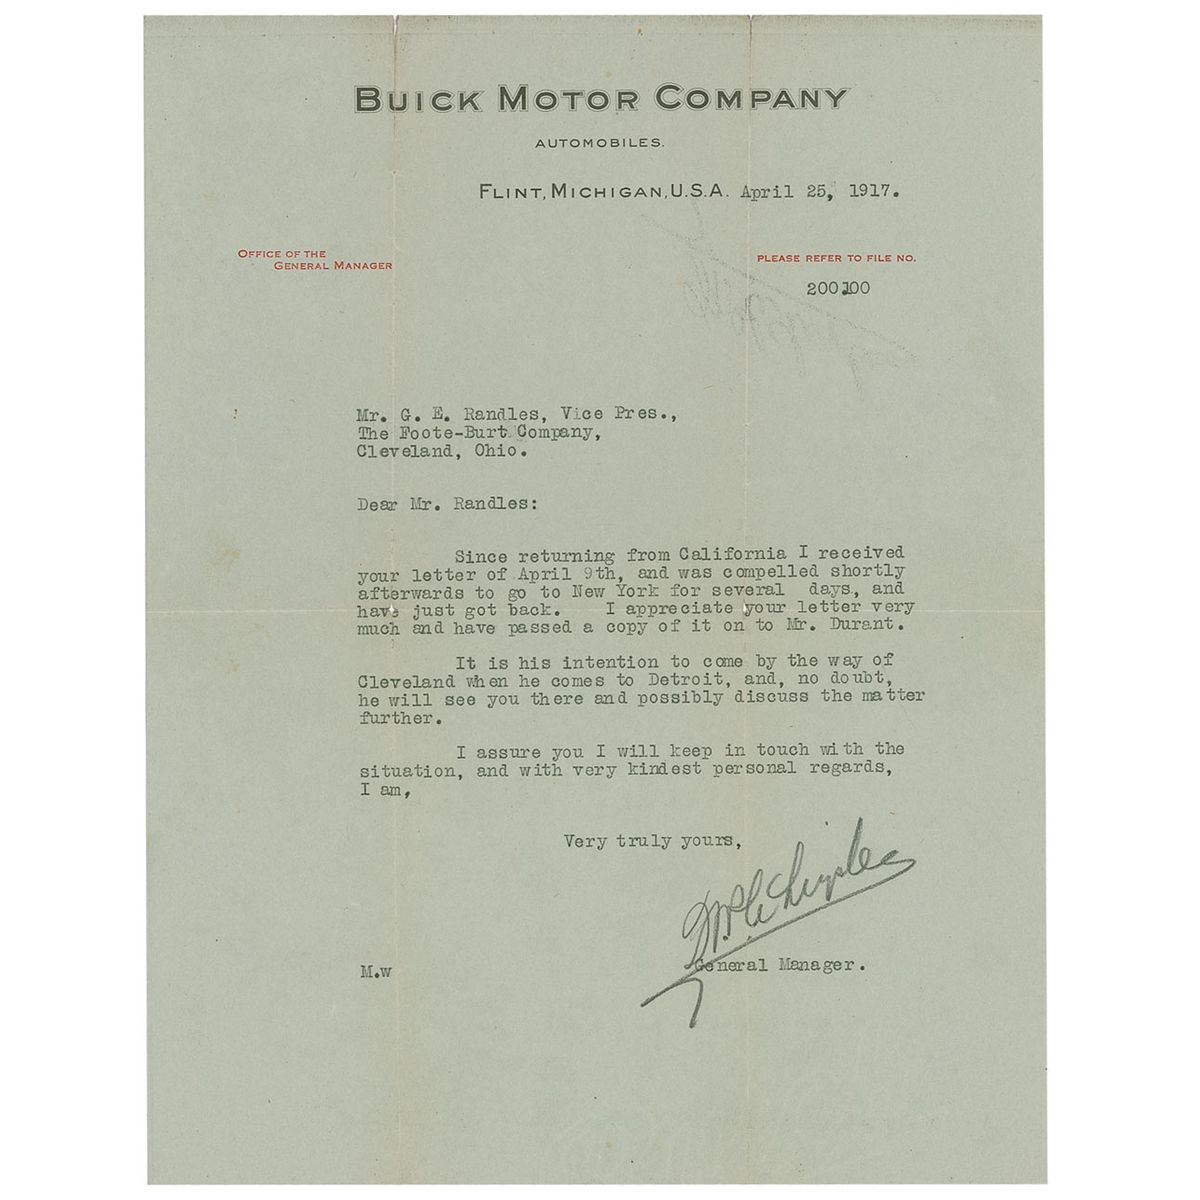 BUICK MOTOR COMPANY
AUTOMOBILES.
FLINT, MICHIGAN, U.S.A. April 25, 1917.
OFFICE OF THE
GENERAL MANAGER
PLEASE REFER TO FILE NO.
200.100
Mr. G. E. Randles, Vice Pres.,
The Foote-Burt Company,
Cleveland, Ohio.
Dear Mr. Randles:
Since returning from California I received
your letter of April 9th, and was compelled shortly
afterwards to go to New York for several days, and
have just got back. I appreciate your letter very
much and have passed a copy of it on to Mr. Durant.
It is his intention to come by the way of
Cleveland when he comes to Detroit, and, no doubt,
he will see you there and possibly discuss the matter
further.
I assure you I will keep in touch with the
situation, and with very kindest personal regards,
I am,
Very truly yours,
W.P. Chrysler
General Manager.
M.w